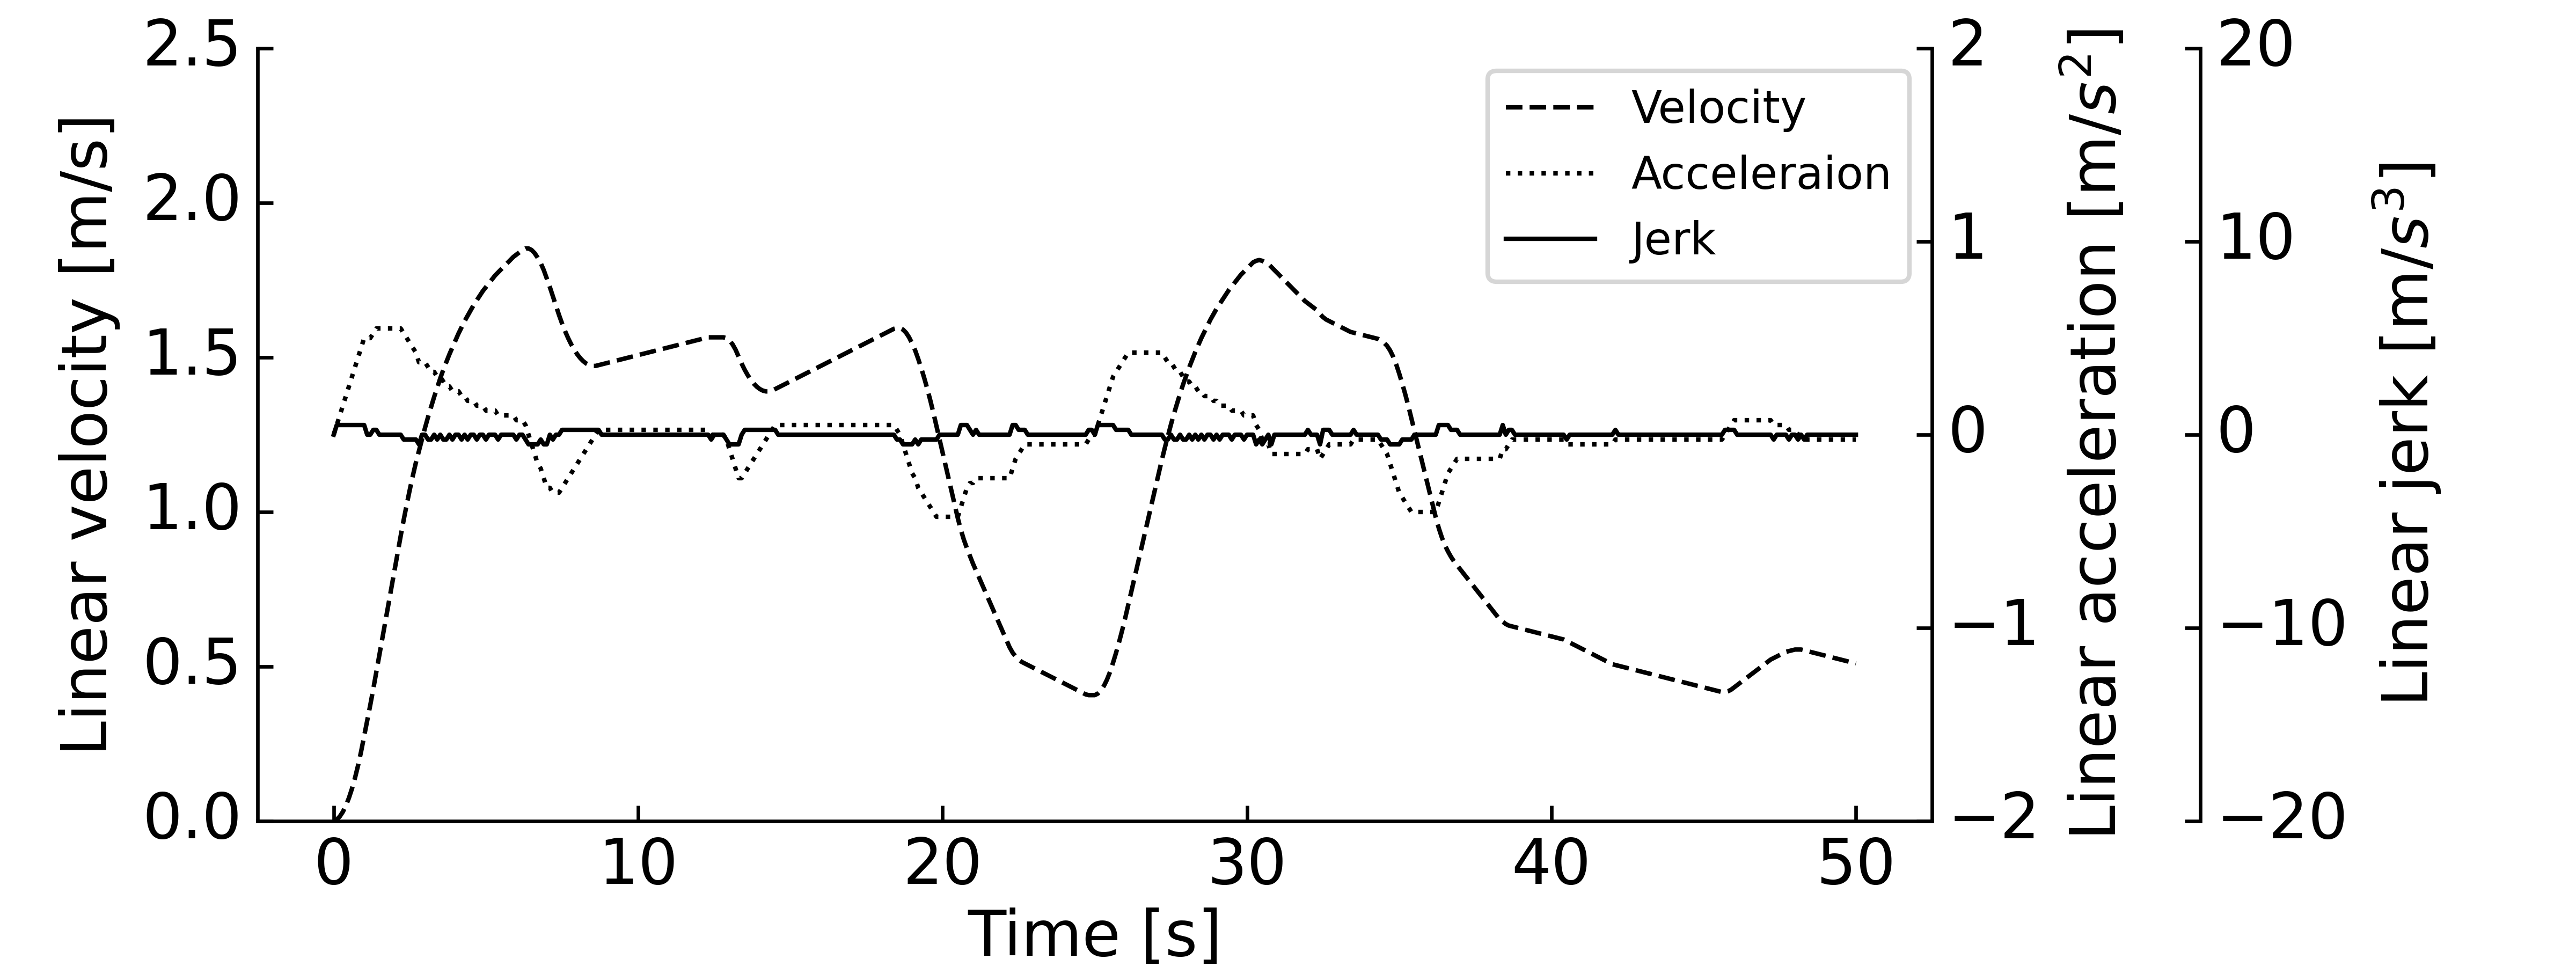 Linear velocity [m/s]
2.5
2.0
1.5
1.0
0.5
0.0
0 10 20 30 40 50
Time [s]
Velocity
Acceleraion
Jerk
2
1
0
−1
−2
Linear acceleration [m/s²]
20
10
0
−10
−20
Linear jerk [m/s³]